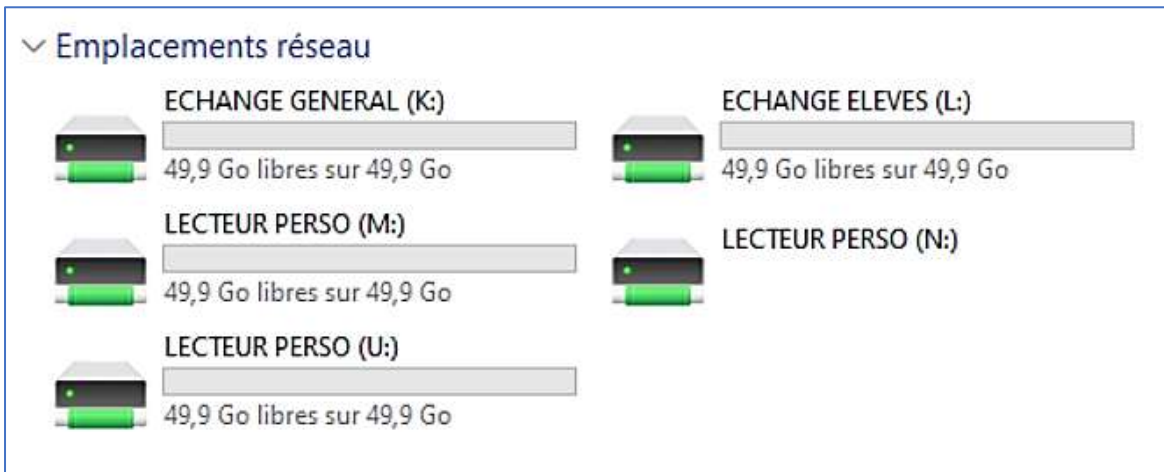 Emplacements réseau
ECHANGE GENERAL (K:)
49,9 Go libres sur 49,9 Go
ECHANGE ELEVES (L:)
49,9 Go libres sur 49,9 Go
LECTEUR PERSO (M:)
49,9 Go libres sur 49,9 Go
LECTEUR PERSO (N:)
LECTEUR PERSO (U:)
49,9 Go libres sur 49,9 Go